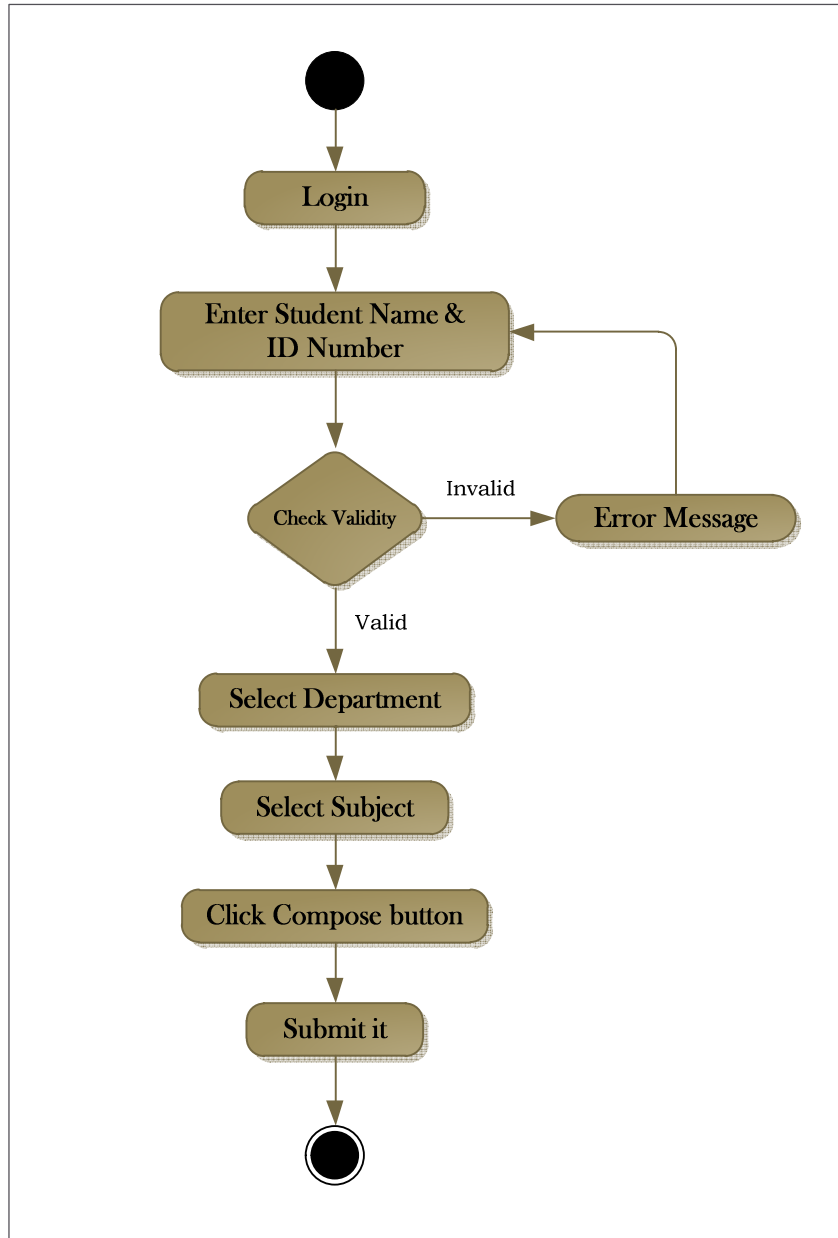 Login
Enter Student Name &
ID Number
Check Validity
Invalid
Error Message
Valid
Select Department
Select Subject
Click Compose button
Submit it